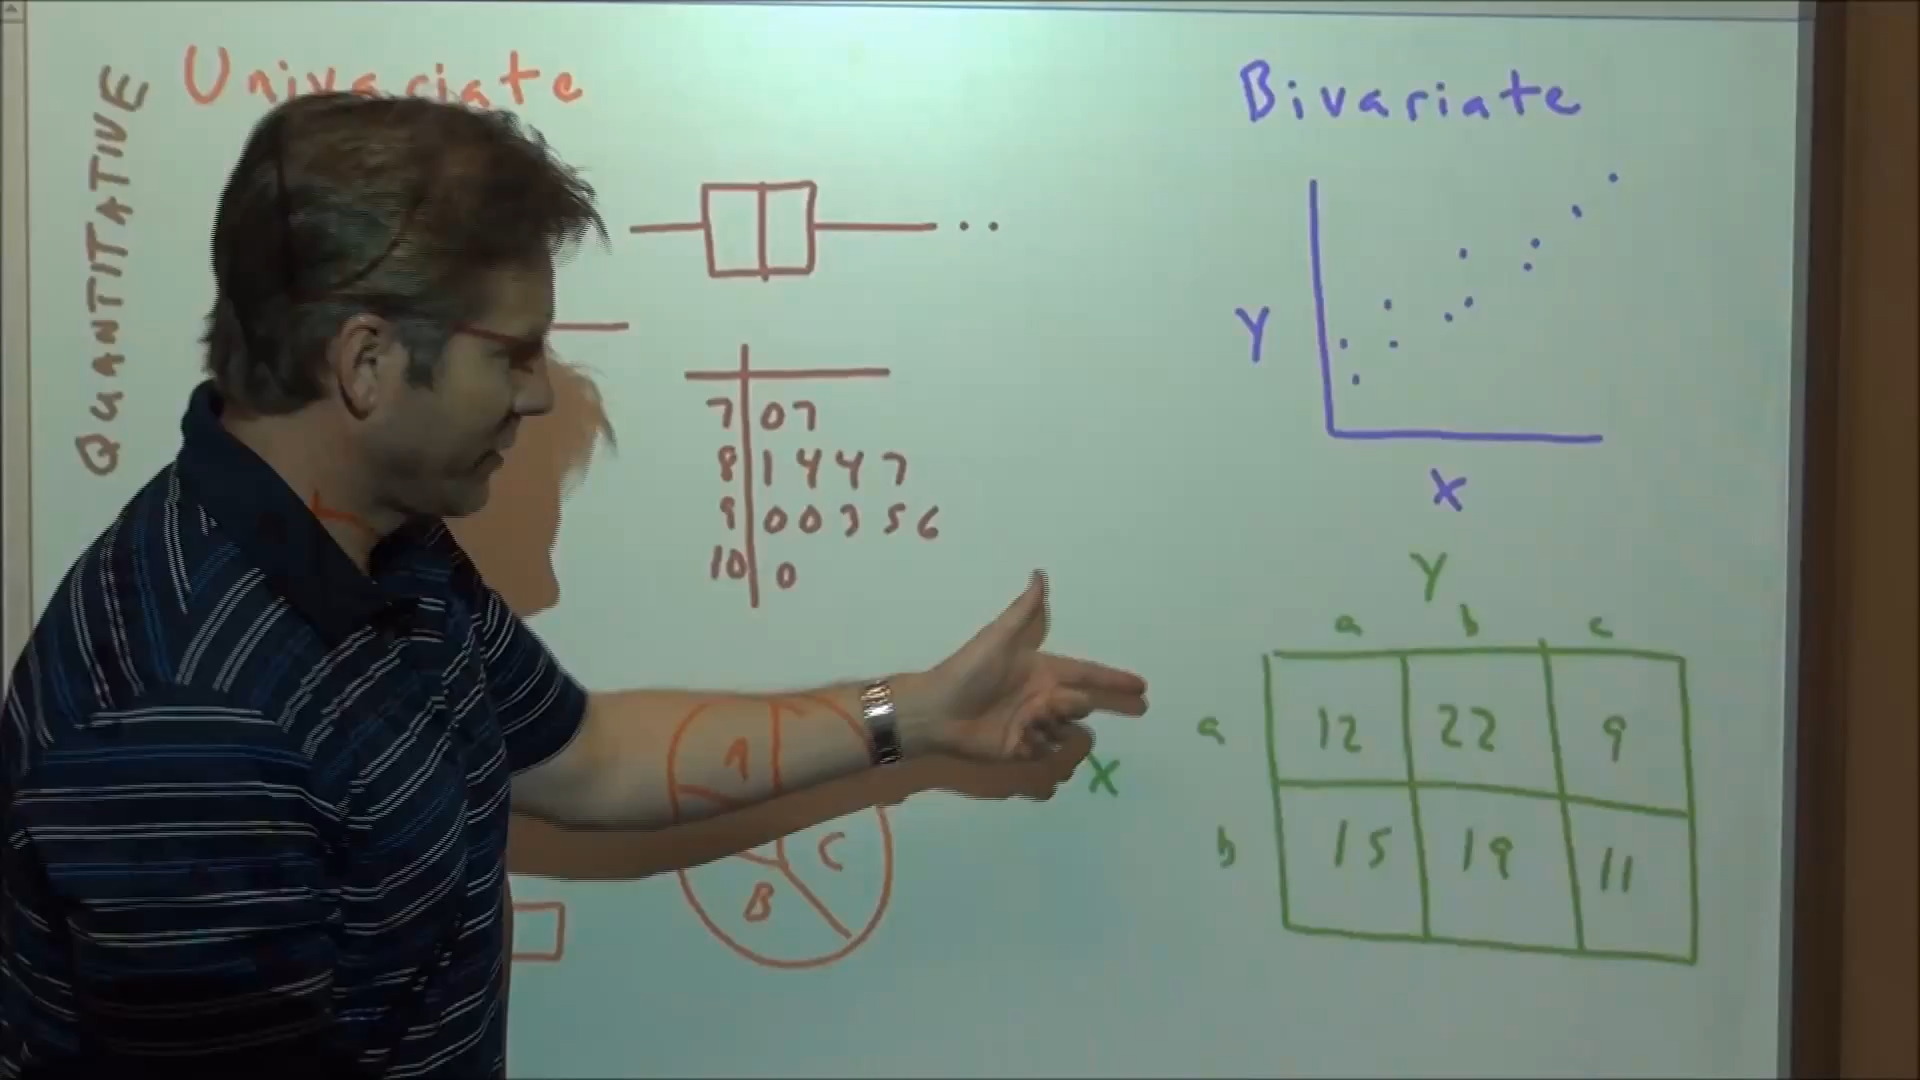 Univariate
QUANTITATIVE
7 | 0 7
8 | 1 4 4 7
9 | 0 0 3 5 6
10 | 0
A
B
C
Bivariate
Y
X
Y
a b c
X
a 12 22 9
b 15 19 11